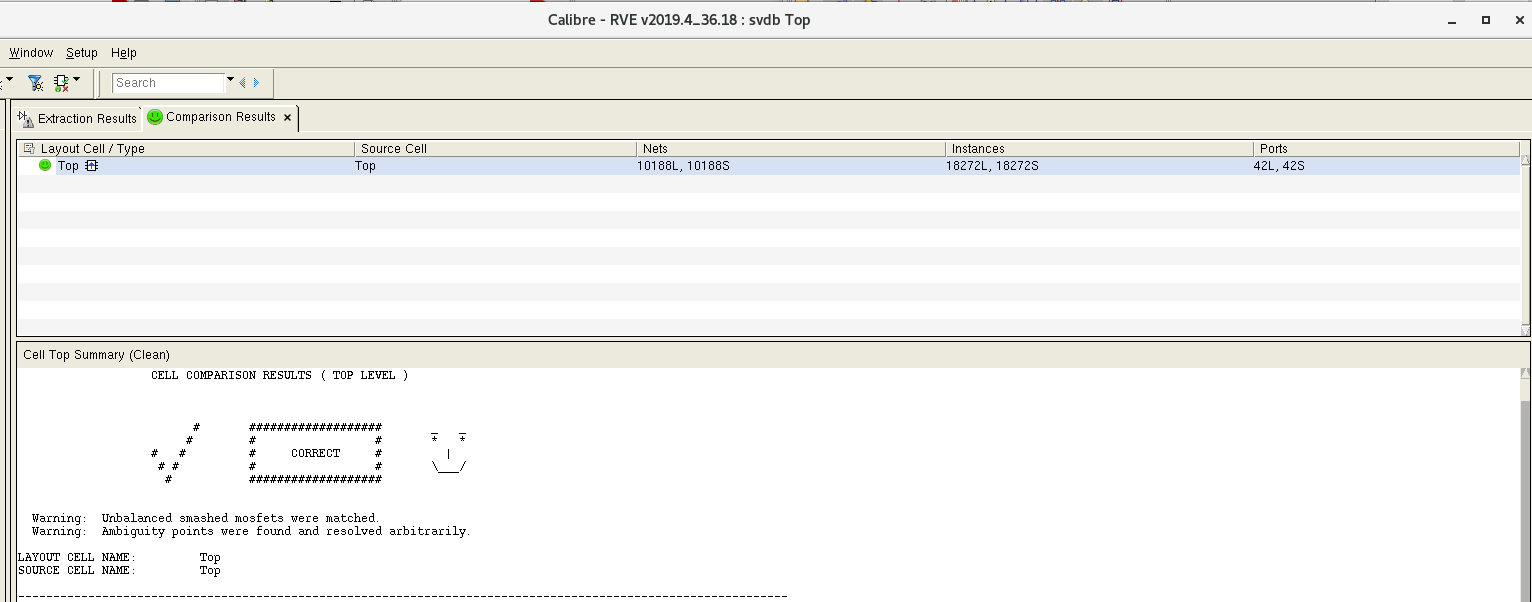 Calibre - RVE v2019.4_36.18 : svdb Top
Window Setup Help
Search
Extraction Results Comparison Results
Layout Cell / Type Source Cell Nets Instances Ports
Top Top 10188L, 10188S 18272L, 18272S 42L, 42S
Cell Top Summary (Clean)
CELL COMPARISON RESULTS ( TOP LEVEL )
# ################### _ _
# # # * *
# # # CORRECT # |
# # # # \___/
# ###################
Warning: Unbalanced smashed mosfets were matched.
Warning: Ambiguity points were found and resolved arbitrarily.
LAYOUT CELL NAME: Top
SOURCE CELL NAME: Top
--------------------------------------------------------------------------------------------------------------